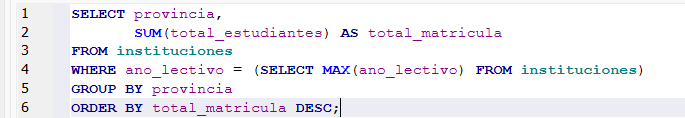 1 SELECT provincia,
2 SUM(total_estudiantes) AS total_matricula
3 FROM instituciones
4 WHERE ano_lectivo = (SELECT MAX(ano_lectivo) FROM instituciones)
5 GROUP BY provincia
6 ORDER BY total_matricula DESC;